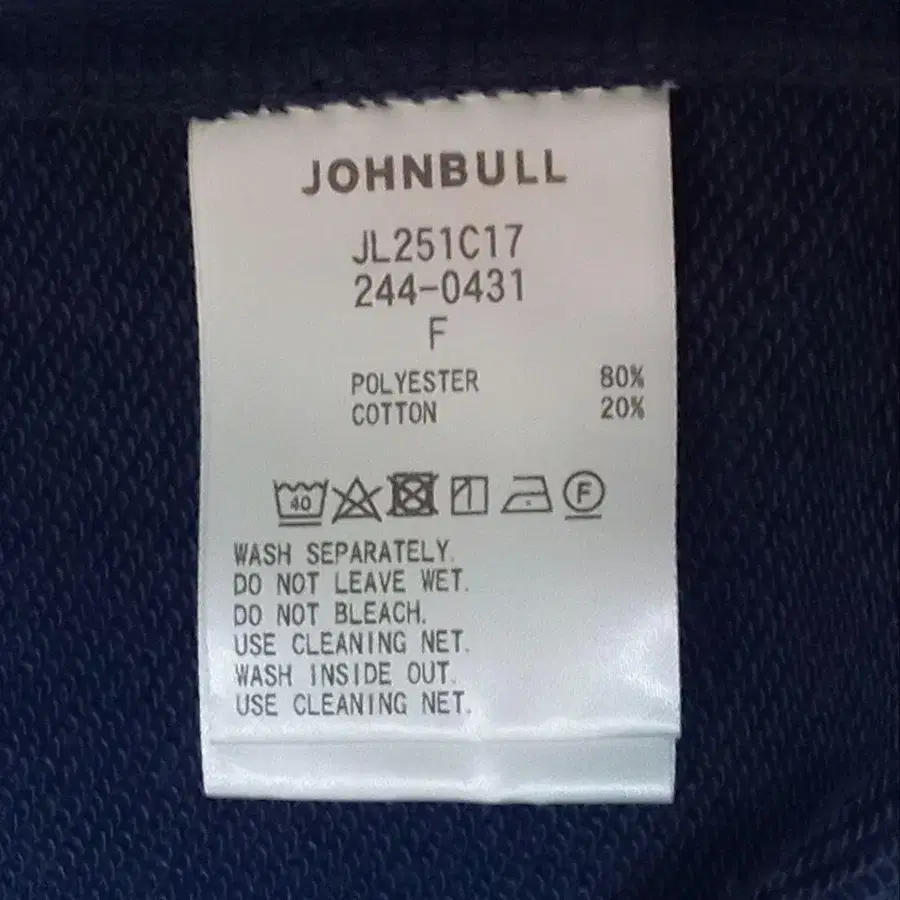 JOHNBULL
JL251C17
244-0431
F
POLYESTER 80%
COTTON 20%
40 F
WASH SEPARATELY.
DO NOT LEAVE WET.
DO NOT BLEACH.
USE CLEANING NET.
WASH INSIDE OUT.
USE CLEANING NET.